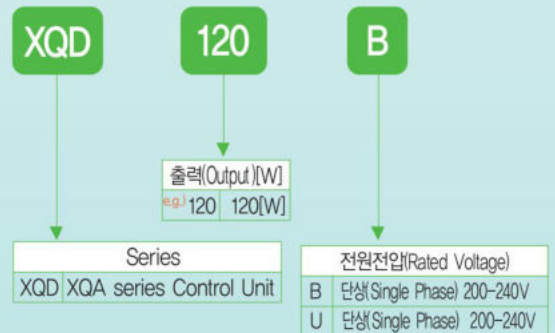 XQD 120 B
출력(Output)[W]
e.g.) 120 120[W]
Series
XQD XQA series Control Unit
전원전압(Rated Voltage)
B 단상(Single Phase) 200-240V
U 단상(Single Phase) 200-240V